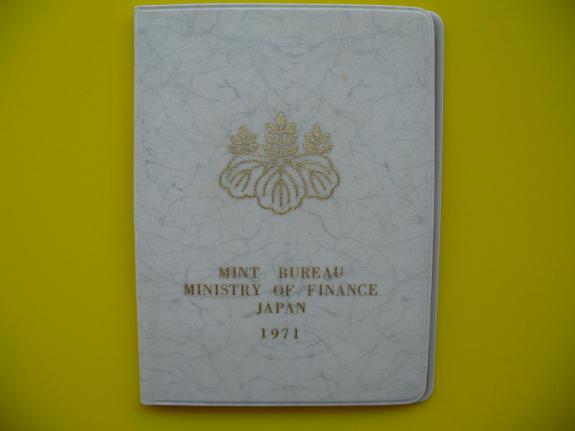 MINT BUREAU
MINISTRY OF FINANCE
JAPAN
1971